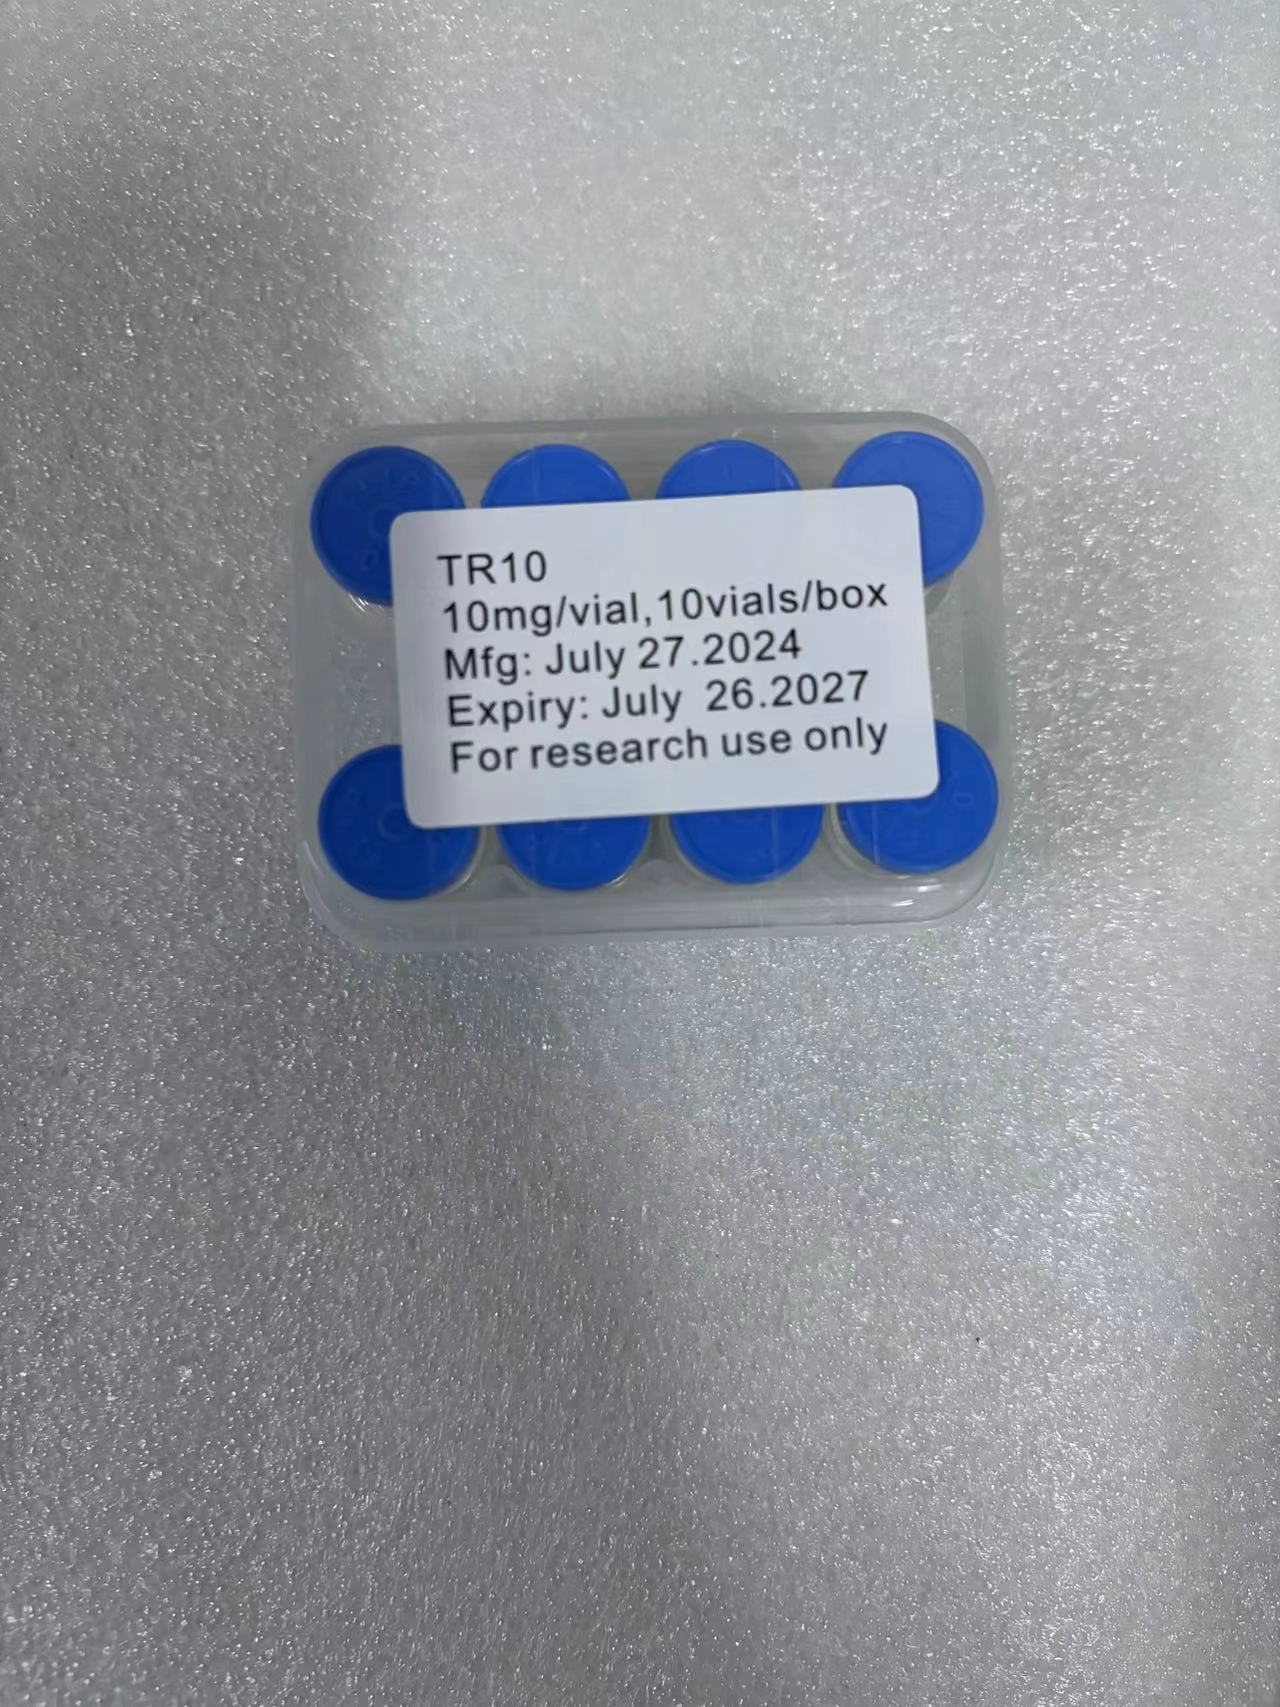 TR10
10mg/vial,10vials/box
Mfg: July 27.2024
Expiry: July 26.2027
For research use only